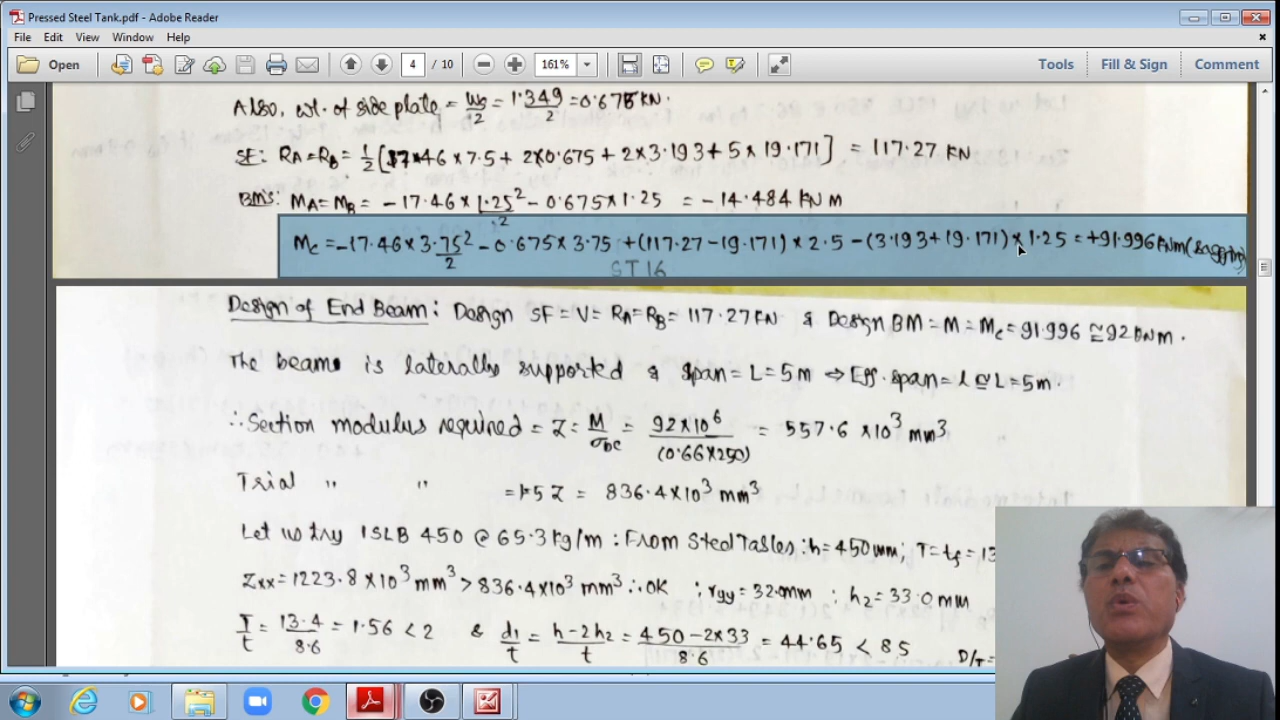 Pressed Steel Tank.pdf - Adobe Reader
File Edit View Window Help
Open 4 / 10 161% Tools Fill & Sign Comment
Also, wt. of side plate = ws/2 = 1.349/2 = 0.675 KN.
SF: RA=RB= 1/2 [17.46 x 7.5 + 2x0.675 + 2x3.193 + 5 x 19.171] = 117.27 KN
BM's: MA=MB= -17.46 x 1.25²/2 - 0.675x1.25 = -14.484 KN m
Mc = -17.46 x 3.75²/2 - 0.675 x 3.75 + (117.27 - 19.171) x 2.5 - (3.193 + 19.171) x 1.25 = +91.996 KNm (sagging)
ST16
Design of End Beam: Design SF = V = RA = RB = 117.27 KN & Design BM = M = Mc = 91.996 ≅ 92 KNm.
The beam is laterally supported & span = L = 5m ⇒ Eff. span = l ≅ L = 5m.
∴ Section modulus required = Z = M/σbc = 92x10⁶/(0.66x250) = 557.6 x10³ mm³
Trial " " = 1.5 Z = 836.4x10³ mm³
Let us try ISLB 450 @ 65.3 kg/m : From Steel Tables: h = 450 mm; T = tf = 13
Zxx = 1223.8 x10³ mm³ > 836.4x10³ mm³ ∴ OK ; ryy = 32.0mm ; h2 = 33.0 mm
T/t = 13.4/8.6 = 1.56 < 2 & d1/t = h-2h2/t = 450-2x33/8.6 = 44.65 < 85 D/T =